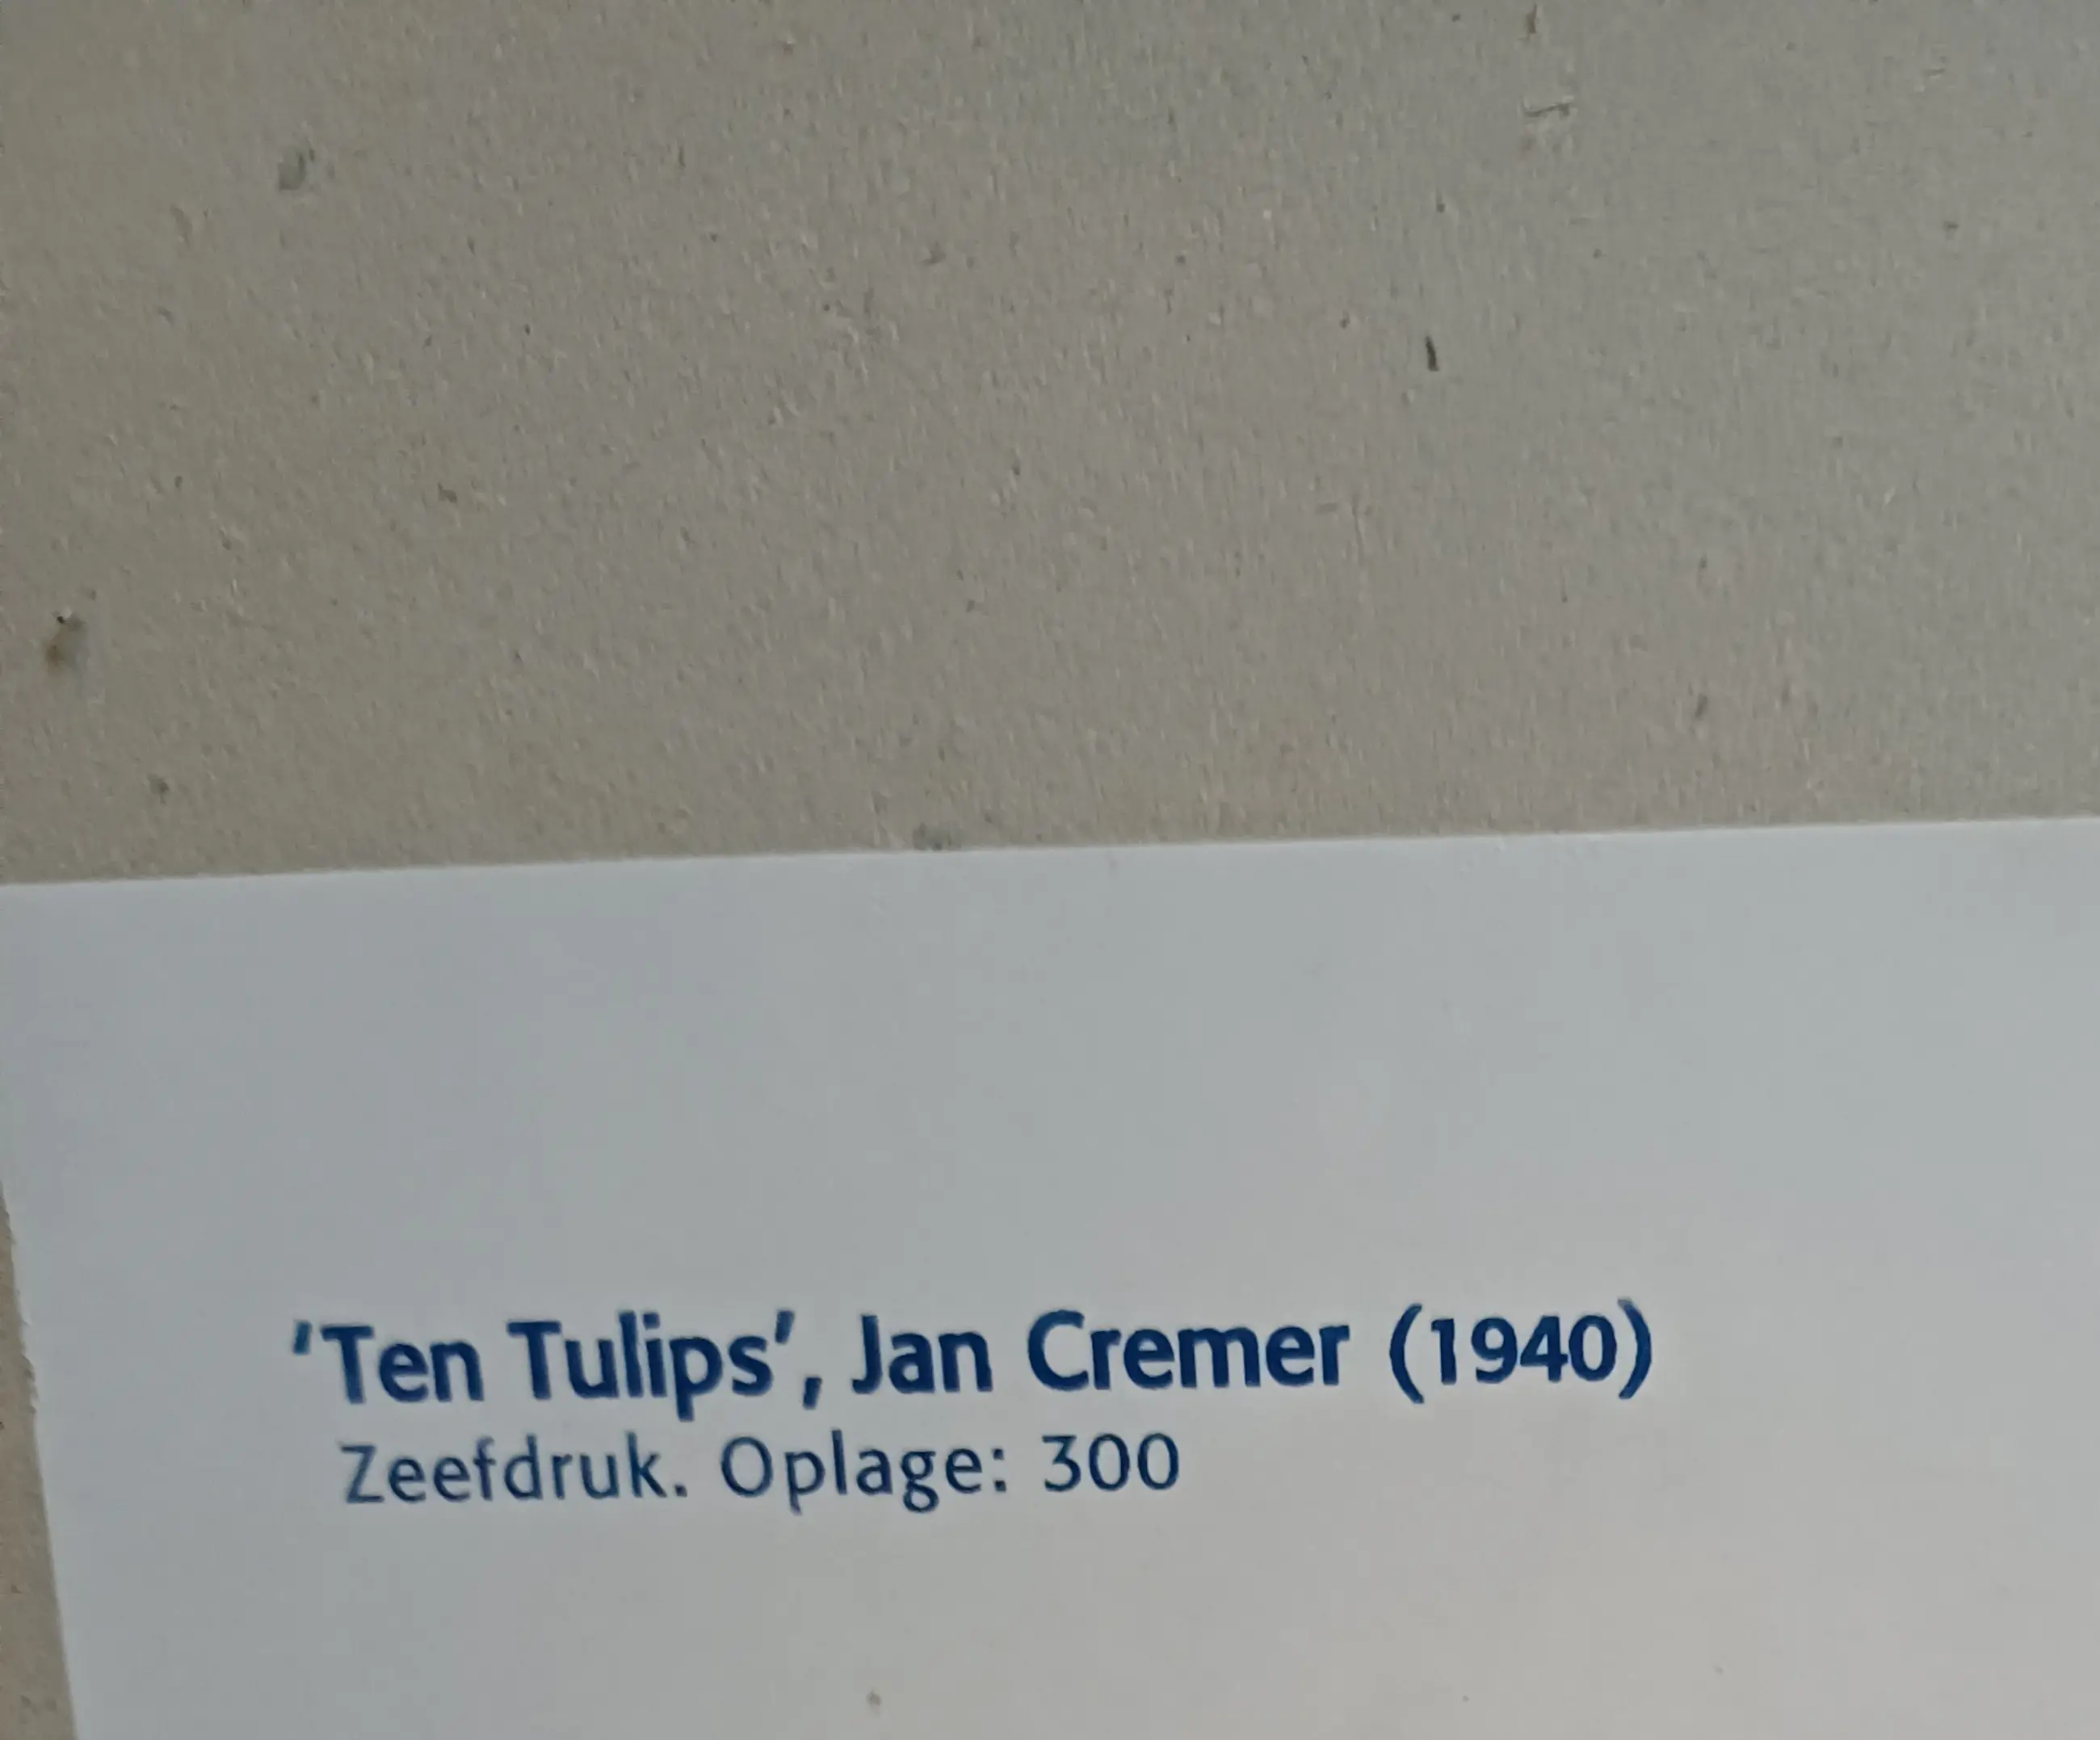 'Ten Tulips', Jan Cremer (1940)
Zeefdruk. Oplage: 300